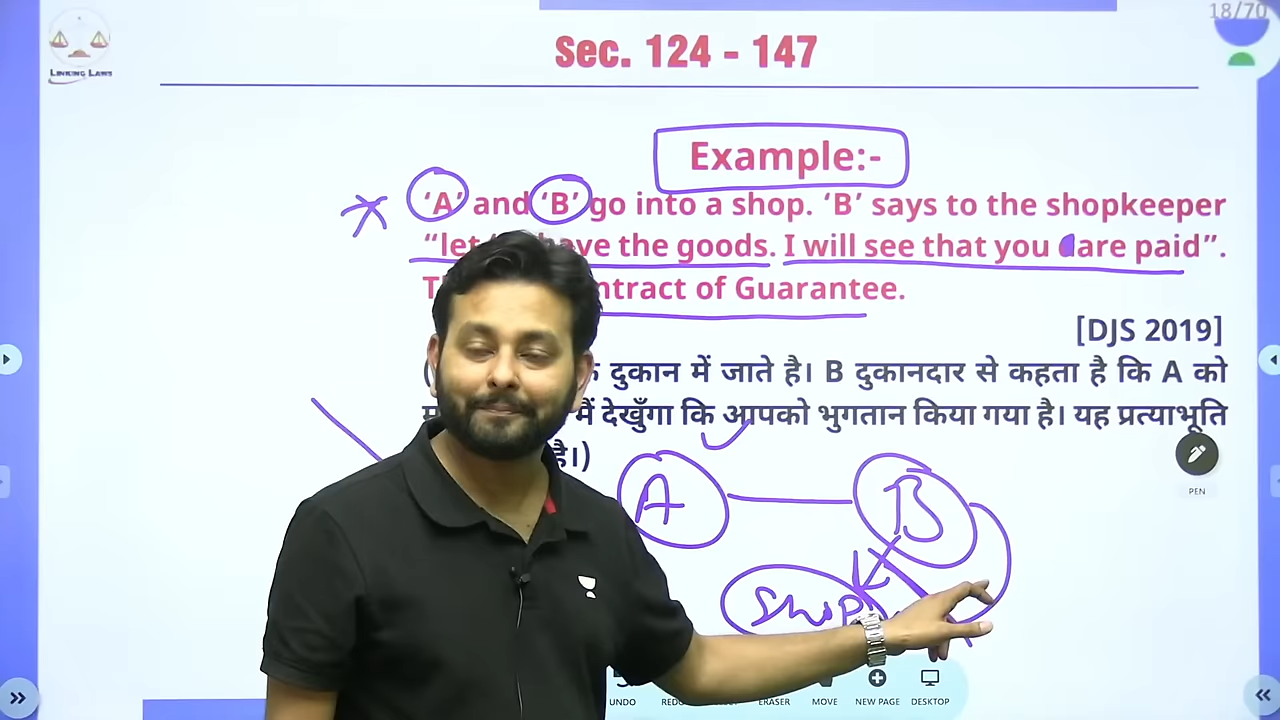 18/70
LINKING LAWS
Sec. 124 - 147
Example:-
‘A’ and ‘B’ go into a shop. ‘B’ says to the shopkeeper
“let have the goods. I will see that you are paid”.
of Guarantee.
[DJS 2019]
दुकान में जाते है। B दुकानदार से कहता है कि A को
मैं देखुँगा कि आपको भुगतान किया गया है। यह प्रत्याभूति
है।)
A B
Shop
PEN
UNDO ERASER MOVE NEW PAGE DESKTOP